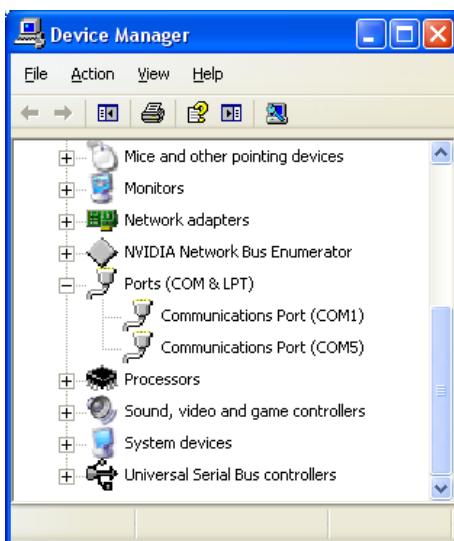 Device Manager
File Action View Help
Mice and other pointing devices
Monitors
Network adapters
NVIDIA Network Bus Enumerator
Ports (COM & LPT)
Communications Port (COM1)
Communications Port (COM5)
Processors
Sound, video and game controllers
System devices
Universal Serial Bus controllers